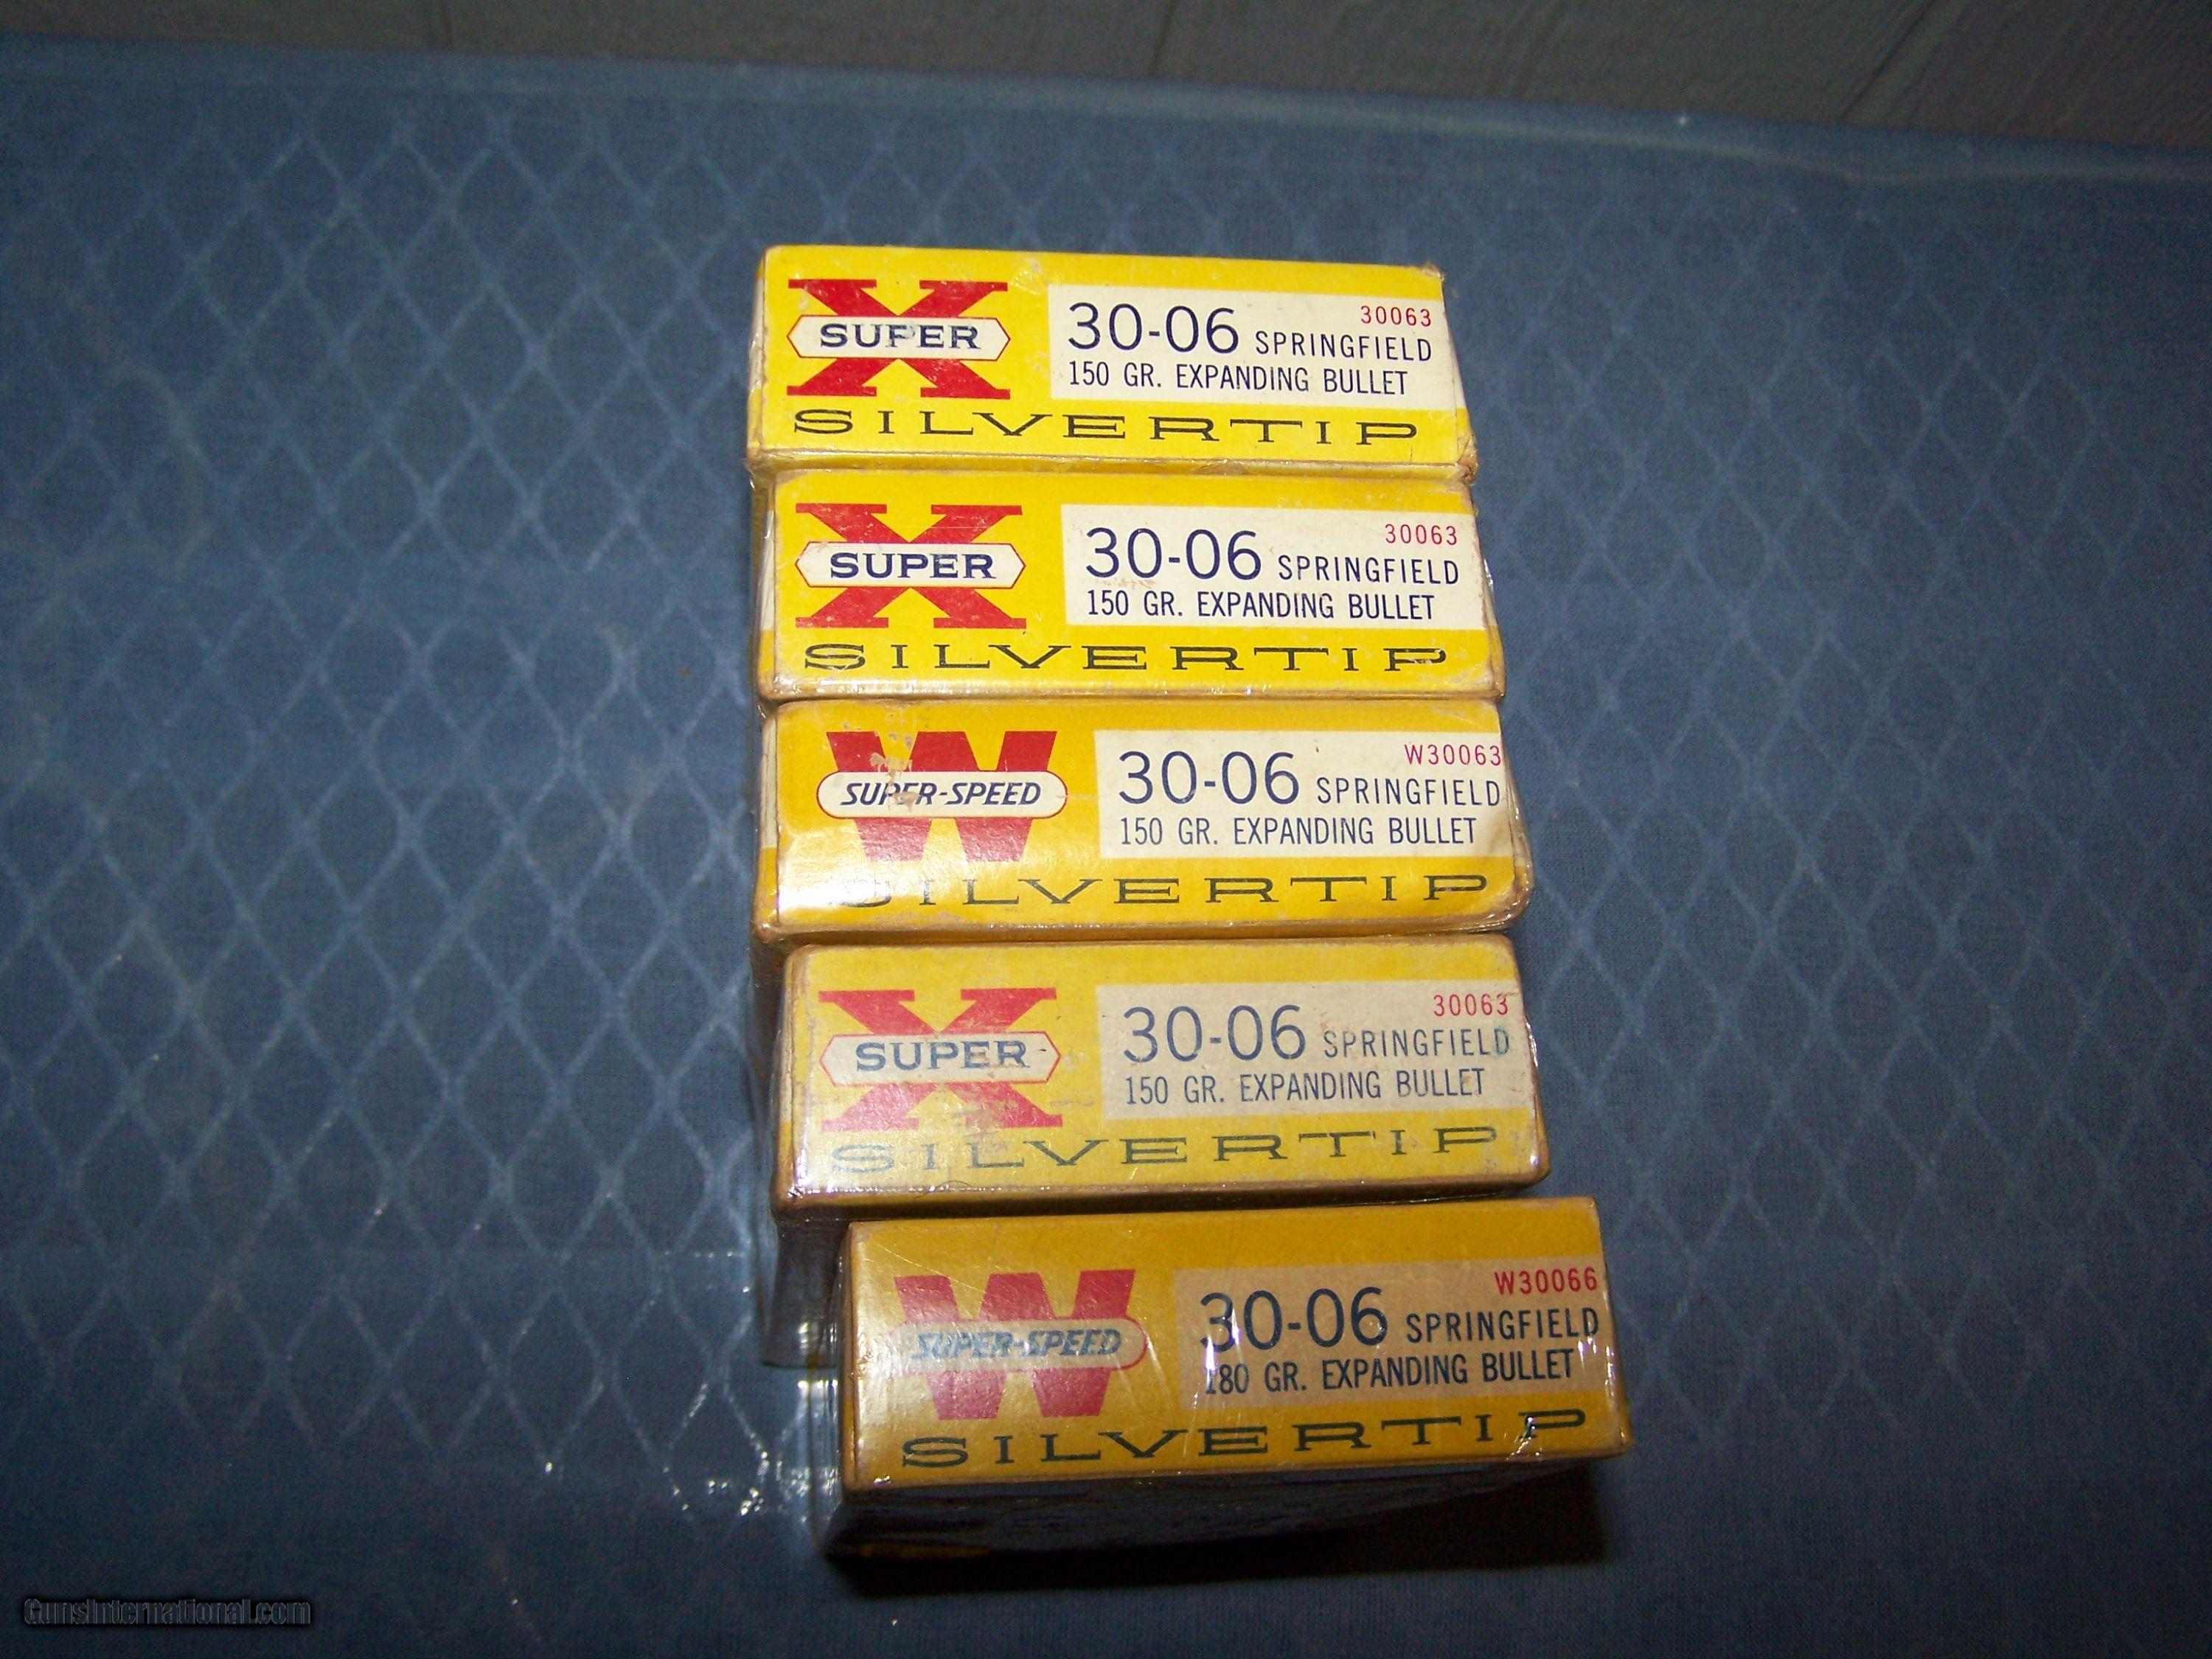 X
SUPER
30063
30-06 SPRINGFIELD
150 GR. EXPANDING BULLET
SILVERTIP
X
SUPER
30063
30-06 SPRINGFIELD
150 GR. EXPANDING BULLET
SILVERTIP
W
SUPER-SPEED
W30063
30-06 SPRINGFIELD
150 GR. EXPANDING BULLET
SILVERTIP
X
SUPER
30063
30-06 SPRINGFIELD
150 GR. EXPANDING BULLET
SILVERTIP
W
SUPER-SPEED
W30066
30-06 SPRINGFIELD
180 GR. EXPANDING BULLET
SILVERTIP
GunsInternational.com